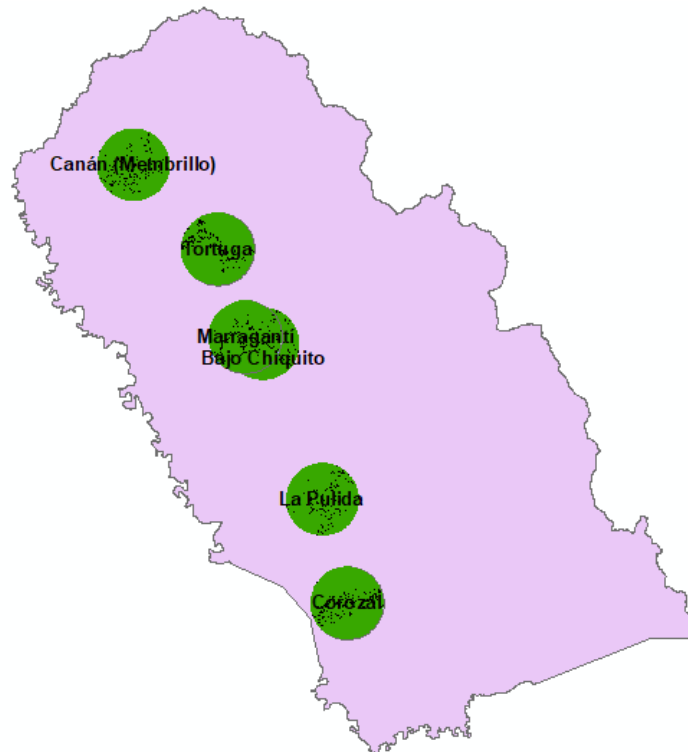 Canán (Membrillo)
Tortuga
Marraganti
Bajo Chiquito
La Pulida
Corozal